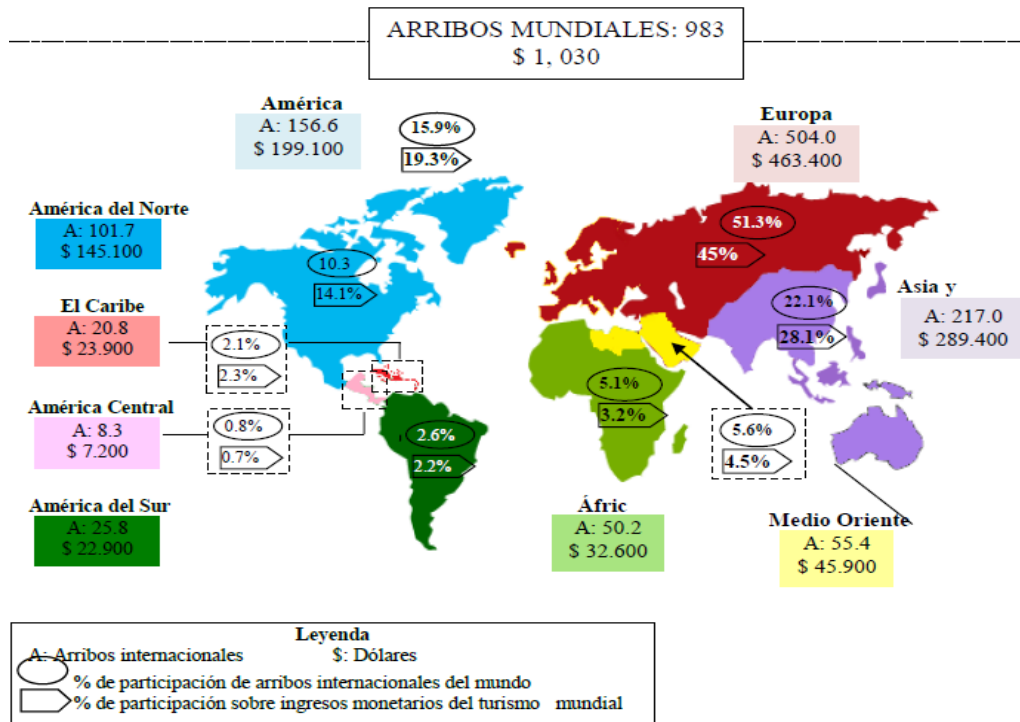 ARRIBOS MUNDIALES: 983
$ 1, 030
América
A: 156.6
$ 199.100
15.9%
19.3%
Europa
A: 504.0
$ 463.400
51.3%
45%
América del Norte
A: 101.7
$ 145.100
10.3
14.1%
Asia y
A: 217.0
$ 289.400
22.1%
28.1%
El Caribe
A: 20.8
$ 23.900
2.1%
2.3%
América Central
A: 8.3
$ 7.200
0.8%
0.7%
América del Sur
A: 25.8
$ 22.900
2.6%
2.2%
Áfric
A: 50.2
$ 32.600
5.1%
3.2%
Medio Oriente
A: 55.4
$ 45.900
5.6%
4.5%
Leyenda
A: Arribos internacionales $: Dólares
% de participación de arribos internacionales del mundo
% de participación sobre ingresos monetarios del turismo mundial